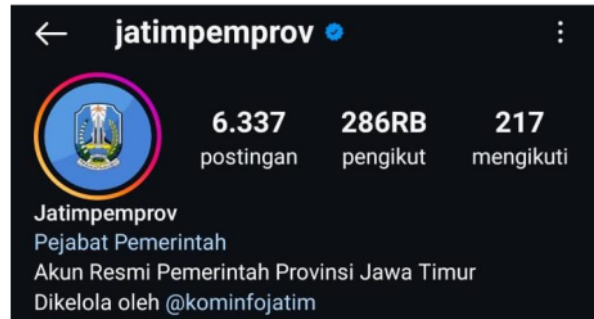 jatimpemprov
6.337 286RB 217
postingan pengikut mengikuti
Jatimpemprov
Pejabat Pemerintah
Akun Resmi Pemerintah Provinsi Jawa Timur
Dikelola oleh @kominfojatim